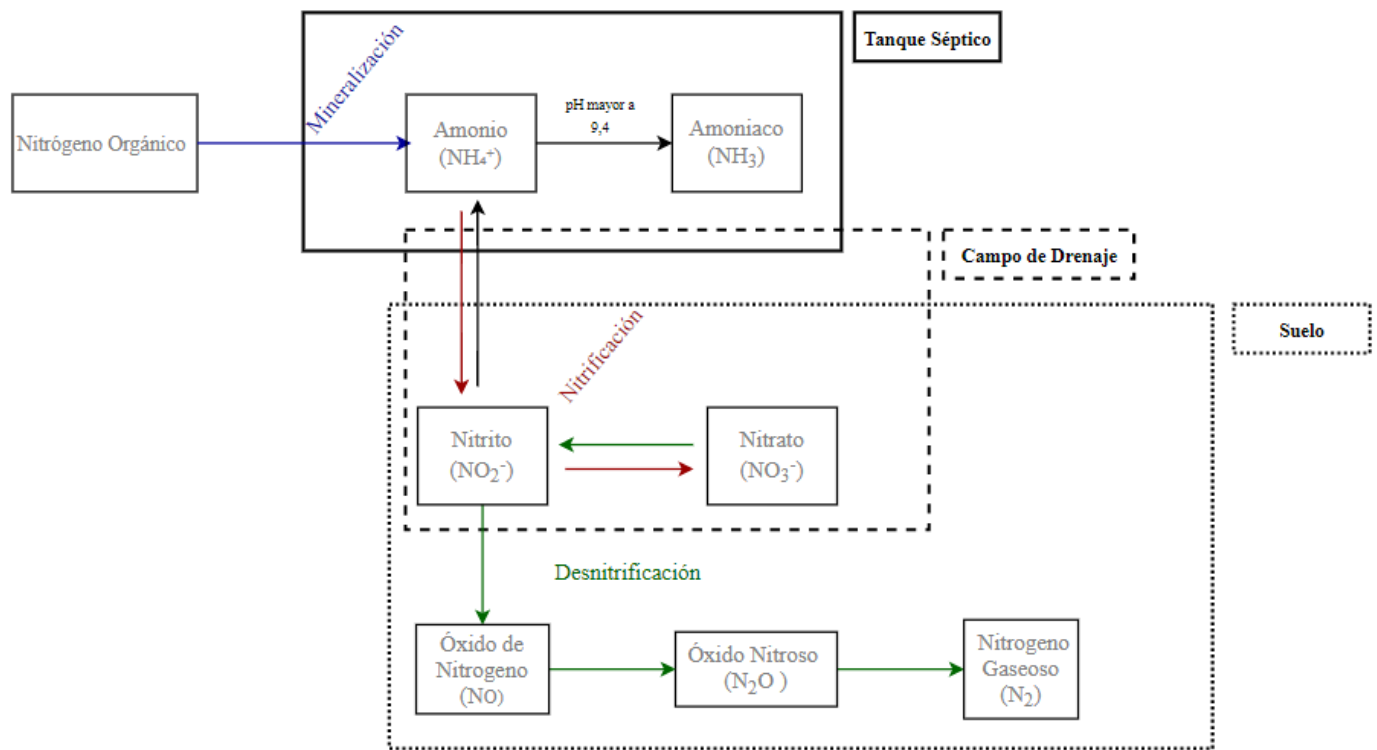 Tanque Séptico
Mineralización
Nitrógeno Orgánico
Amonio
(NH₄⁺)
pH mayor a
9,4
Amoniaco
(NH₃)
Campo de Drenaje
Suelo
Nitrificación
Nitrito
(NO₂⁻)
Nitrato
(NO₃⁻)
Desnitrificación
Óxido de
Nitrogeno
(NO)
Óxido Nitroso
(N₂O )
Nitrogeno
Gaseoso
(N₂)